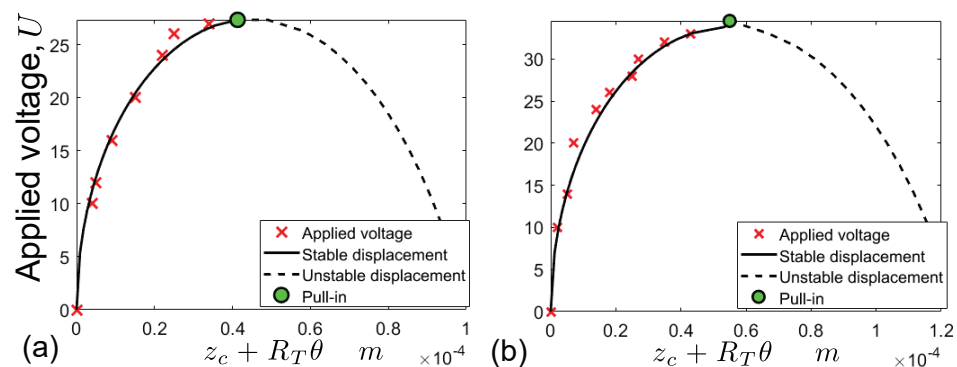 Applied voltage, U
25
20
15
10
5
0
0 0.2 0.4 0.6 0.8 1
×10⁻⁴
z_c + R_T θ m
(a)
Applied voltage
Stable displacement
Unstable displacement
Pull-in
30
25
20
15
10
5
0
0 0.2 0.4 0.6 0.8 1 1.2
×10⁻⁴
z_c + R_T θ m
(b)
Applied voltage
Stable displacement
Unstable displacement
Pull-in